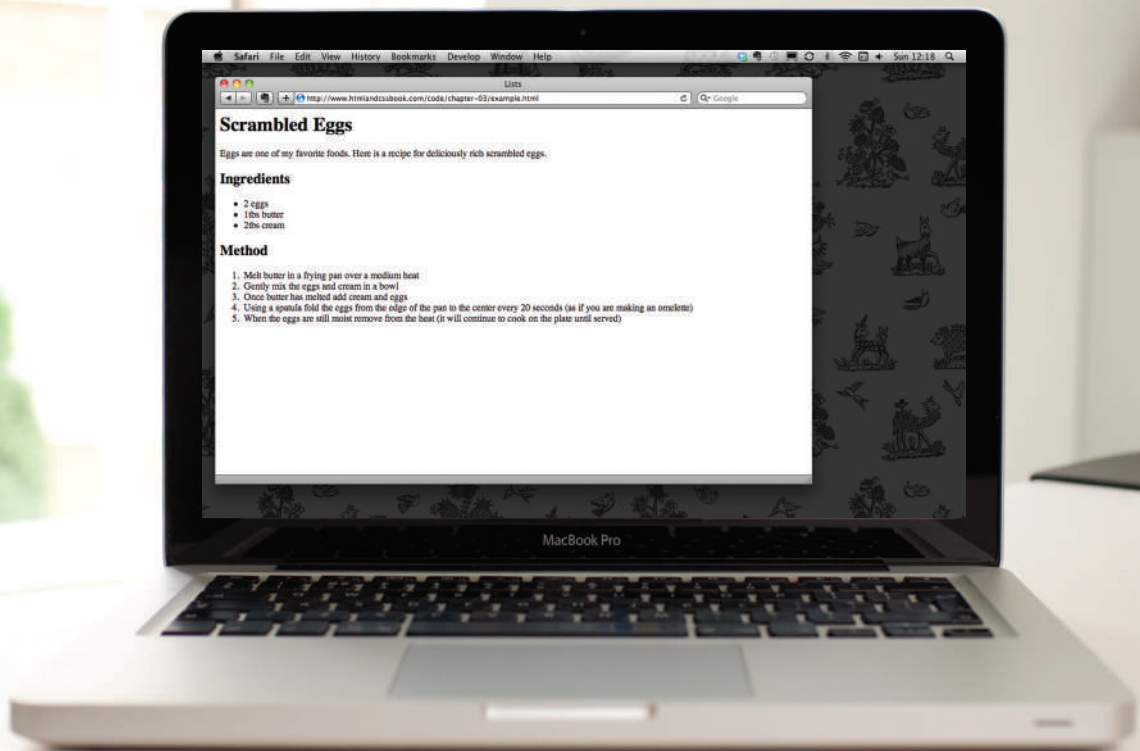 Safari File Edit View History Bookmarks Develop Window Help Sun 12:18
Lists
http://www.htmlandcssbook.com/code/chapter-03/example.html Google
Scrambled Eggs
Eggs are one of my favorite foods. Here is a recipe for deliciously rich scrambled eggs.
Ingredients
• 2 eggs
• 1tbs butter
• 2tbs cream
Method
1. Melt butter in a frying pan over a medium heat
2. Gently mix the eggs and cream in a bowl
3. Once butter has melted add cream and eggs
4. Using a spatula fold the eggs from the edge of the pan to the center every 20 seconds (as if you are making an omelette)
5. When the eggs are still moist remove from the heat (it will continue to cook on the plate until served)
MacBook Pro